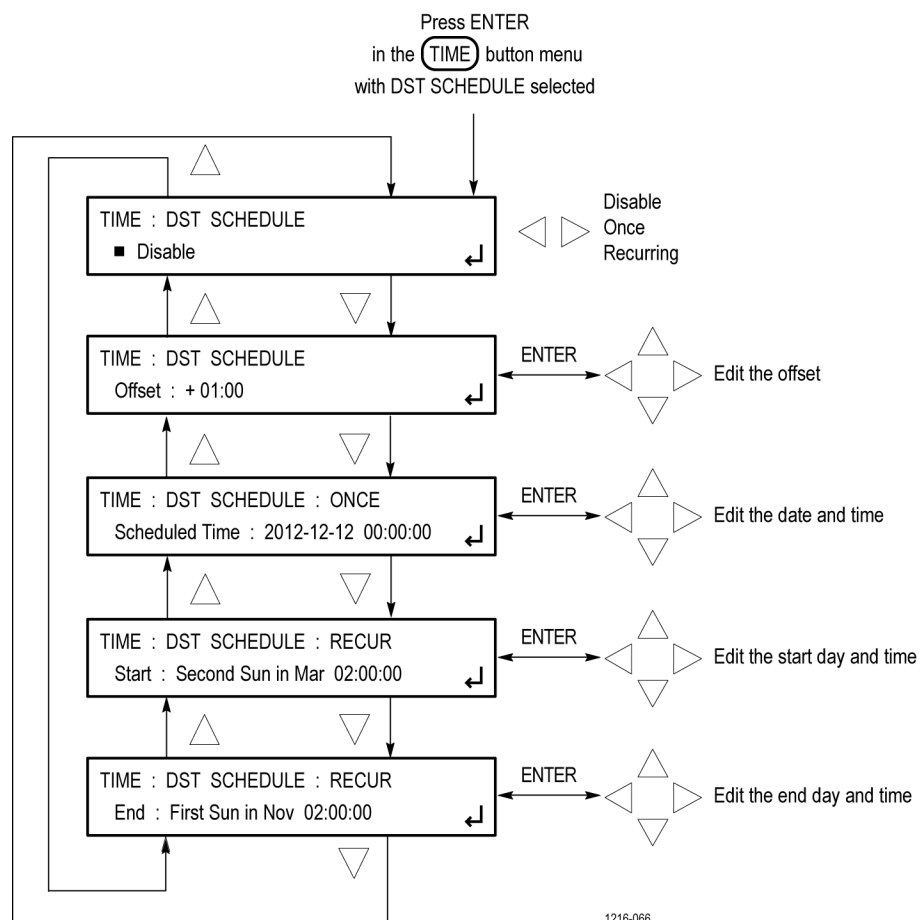 Press ENTER
in the TIME button menu
with DST SCHEDULE selected
TIME : DST SCHEDULE
■ Disable
Disable
Once
Recurring
TIME : DST SCHEDULE
Offset : + 01:00
ENTER
Edit the offset
TIME : DST SCHEDULE : ONCE
Scheduled Time : 2012-12-12 00:00:00
ENTER
Edit the date and time
TIME : DST SCHEDULE : RECUR
Start : Second Sun in Mar 02:00:00
ENTER
Edit the start day and time
TIME : DST SCHEDULE : RECUR
End : First Sun in Nov 02:00:00
ENTER
Edit the end day and time
1216-066